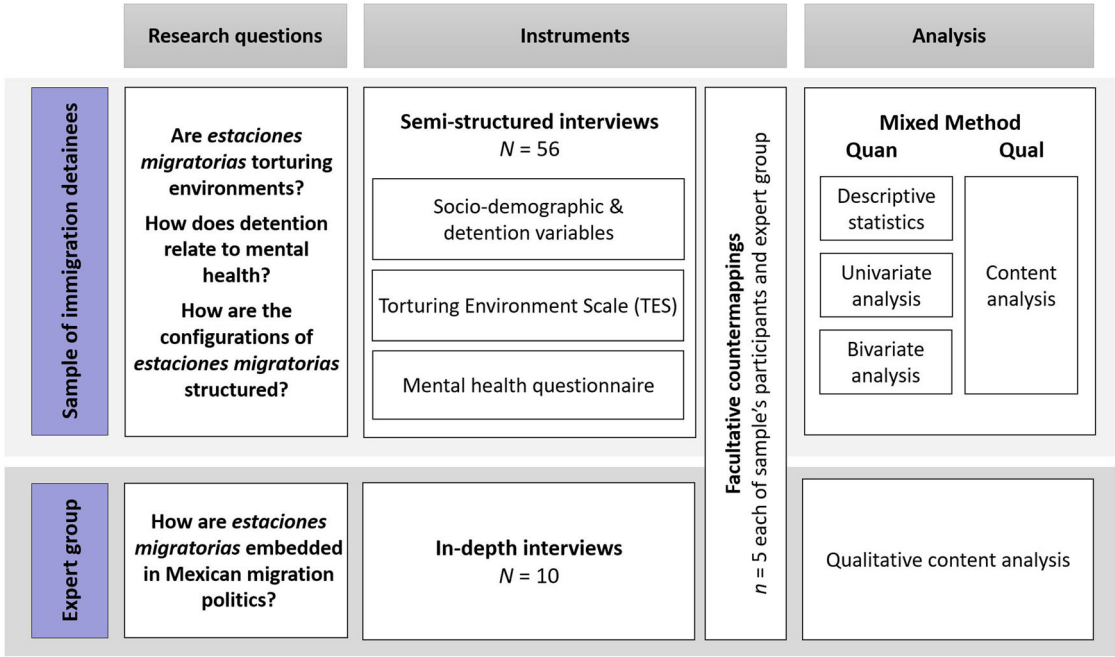 Research questions
Instruments
Analysis
Sample of immigration detainees
Are estaciones
migratorias torturing
environments?
How does detention
relate to mental
health?
How are the
configurations of
estaciones migratorias
structured?
Semi-structured interviews
N = 56
Socio-demographic &
detention variables
Torturing Environment Scale (TES)
Mental health questionnaire
Facultative countermappings
n = 5 each of sample's participants and expert group
Mixed Method
Quan
Qual
Descriptive
statistics
Univariate
analysis
Bivariate
analysis
Content
analysis
Expert group
How are estaciones
migratorias embedded
in Mexican migration
politics?
In-depth interviews
N = 10
Qualitative content analysis